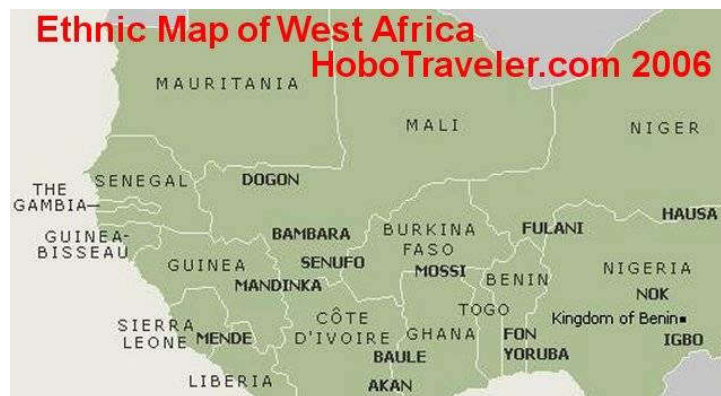 Ethnic Map of West Africa
HoboTraveler.com 2006
MAURITANIA
MALI
NIGER
SENEGAL
DOGON
THE
GAMBIA
HAUSA
GUINEA-
BISSEAU
BAMBARA
BURKINA
FASO
FULANI
GUINEA
SENUFO
MOSSI
BENIN
NIGERIA
MANDINKA
NOK
TOGO
SIERRA
LEONE
MENDE
CÔTE
D'IVOIRE
GHANA
FON
YORUBA
Kingdom of Benin
IGBO
BAULE
LIBERIA
AKAN